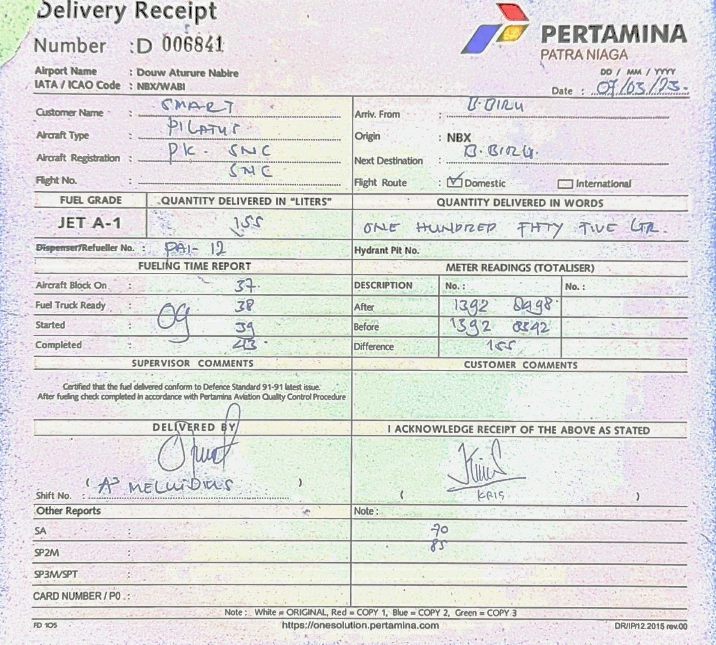 Delivery Receipt
Number : D 006841
PERTAMINA
PATRA NIAGA
Airport Name : Douw Aturure Nabire
IATA / ICAO Code : NBX/WABI
DD / MM / YYYY
Date : 07/03/23.
Customer Name : SMART
Arriv. From : B.BIRU
Aircraft Type : PILATUS
Origin : NBX
Aircraft Registration : PK- SNC
Next Destination : B.BIRU.
Flight No. : SNC
Flight Route : Domestic International
FUEL GRADE QUANTITY DELIVERED IN "LITERS" QUANTITY DELIVERED IN WORDS
JET A-1 155 ONE HUNDRED FIFTY FIVE LTR.
Dispenser/Refueller No. : PAI- 12 Hydrant Pit No.
FUELING TIME REPORT METER READINGS (TOTALISER)
Aircraft Block On : 37 DESCRIPTION No. : No. :
Fuel Truck Ready : 09 38 After 1392
Started : 39 Before 1392 8342
Completed : 43 Difference 155
SUPERVISOR COMMENTS CUSTOMER COMMENTS
Certified that the fuel delivered conform to Defence Standard 91-91 latest issue.
After fueling check completed in accordance with Pertamina Aviation Quality Control Procedure
DELIVERED BY I ACKNOWLEDGE RECEIPT OF THE ABOVE AS STATED
Shift No. : ( )
( KRIS )
Other Reports Note :
SA : 70
SP2M : 85
SP3M/SPT :
CARD NUMBER / P0 . :
Note : White = ORIGINAL, Red = COPY 1, Blue = COPY 2, Green = COPY 3
FD 105 https://onesolution.pertamina.com DR/IP/12.2015 rev.00